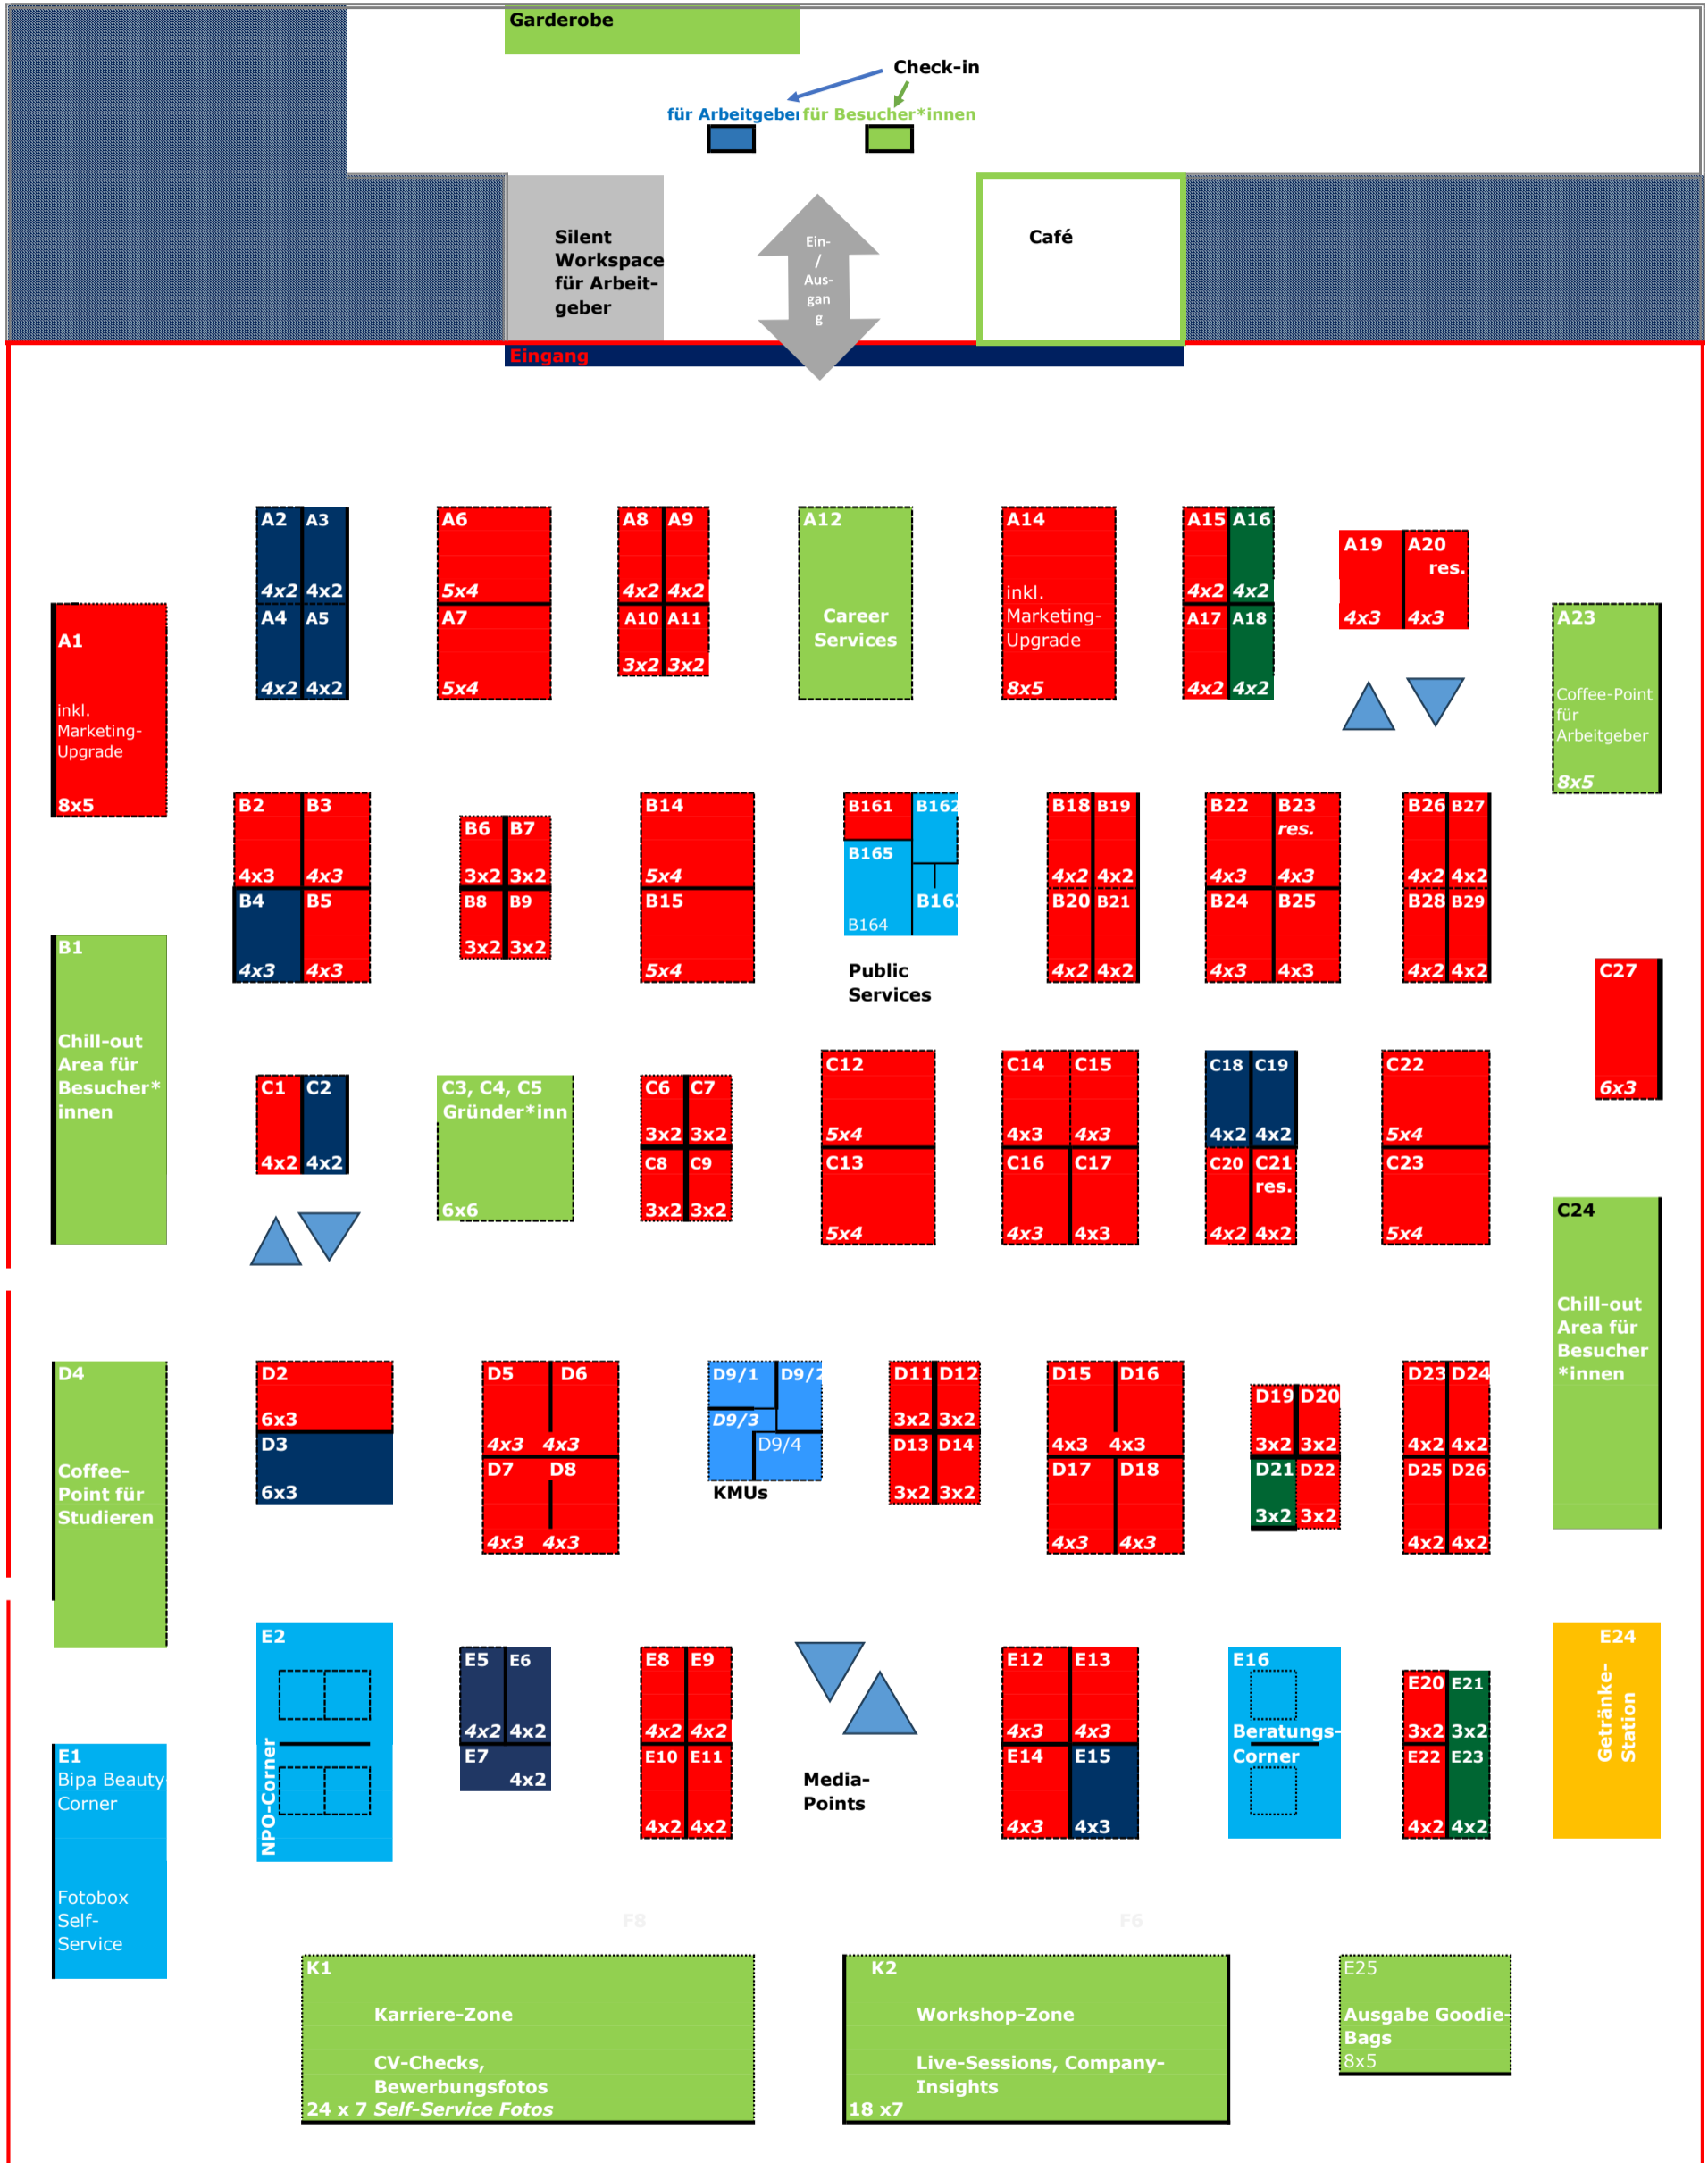 Garderobe
Check-in
für Arbeitgeber für Besucher*innen
Silent
Workspace
für Arbeit-
geber
Ein-
/
Aus-
gan
g
Café
Eingang
A1
inkl.
Marketing-
Upgrade
8x5
A2 A3
4x2 4x2
A4 A5
4x2 4x2
A6
5x4
A7
5x4
A8 A9
4x2 4x2
A10 A11
3x2 3x2
A12
Career
Services
A14
inkl.
Marketing-
Upgrade
8x5
A15 A16
4x2 4x2
A17 A18
4x2 4x2
A19 A20
res.
4x3 4x3
A23
Coffee-Point
für
Arbeitgeber
8x5
B1
Chill-out
Area für
Besucher*
innen
B2 B3
4x3 4x3
B4 B5
4x3 4x3
B6 B7
3x2 3x2
B8 B9
3x2 3x2
B14
5x4
B15
5x4
B161 B162
B165
B163
B164
Public
Services
B18 B19
4x2 4x2
B20 B21
4x2 4x2
B22 B23
res.
4x3 4x3
B24 B25
4x3 4x3
B26 B27
4x2 4x2
B28 B29
4x2 4x2
C27
6x3
C1 C2
4x2 4x2
C3, C4, C5
Gründer*inn
6x6
C6 C7
3x2 3x2
C8 C9
3x2 3x2
C12
5x4
C13
5x4
C14 C15
4x3 4x3
C16 C17
4x3 4x3
C18 C19
4x2 4x2
C20 C21
res.
4x2 4x2
C22
5x4
C23
5x4
C24
Chill-out
Area für
Besucher
*innen
D4
Coffee-
Point für
Studieren
D2
6x3
D3
6x3
D5 D6
4x3 4x3
D7 D8
4x3 4x3
D9/1 D9/2
D9/3
D9/4
KMUs
D11 D12
3x2 3x2
D13 D14
3x2 3x2
D15 D16
4x3 4x3
D17 D18
4x3 4x3
D19 D20
3x2 3x2
D21 D22
3x2 3x2
D23 D24
4x2 4x2
D25 D26
4x2 4x2
E1
Bipa Beauty
Corner
Fotobox
Self-
Service
E2
NPO-Corner
E5 E6
4x2 4x2
E7
4x2
E8 E9
4x2 4x2
E10 E11
4x2 4x2
Media-
Points
E12 E13
4x3 4x3
E14 E15
4x3 4x3
E16
Beratungs-
Corner
E20 E21
3x2 3x2
E22 E23
4x2 4x2
E24
Getränke-
Station
F8 F6
K1
Karriere-Zone
CV-Checks,
Bewerbungsfotos
24 x 7 Self-Service Fotos
K2
Workshop-Zone
Live-Sessions, Company-
Insights
18 x7
E25
Ausgabe Goodie-
Bags
8x5